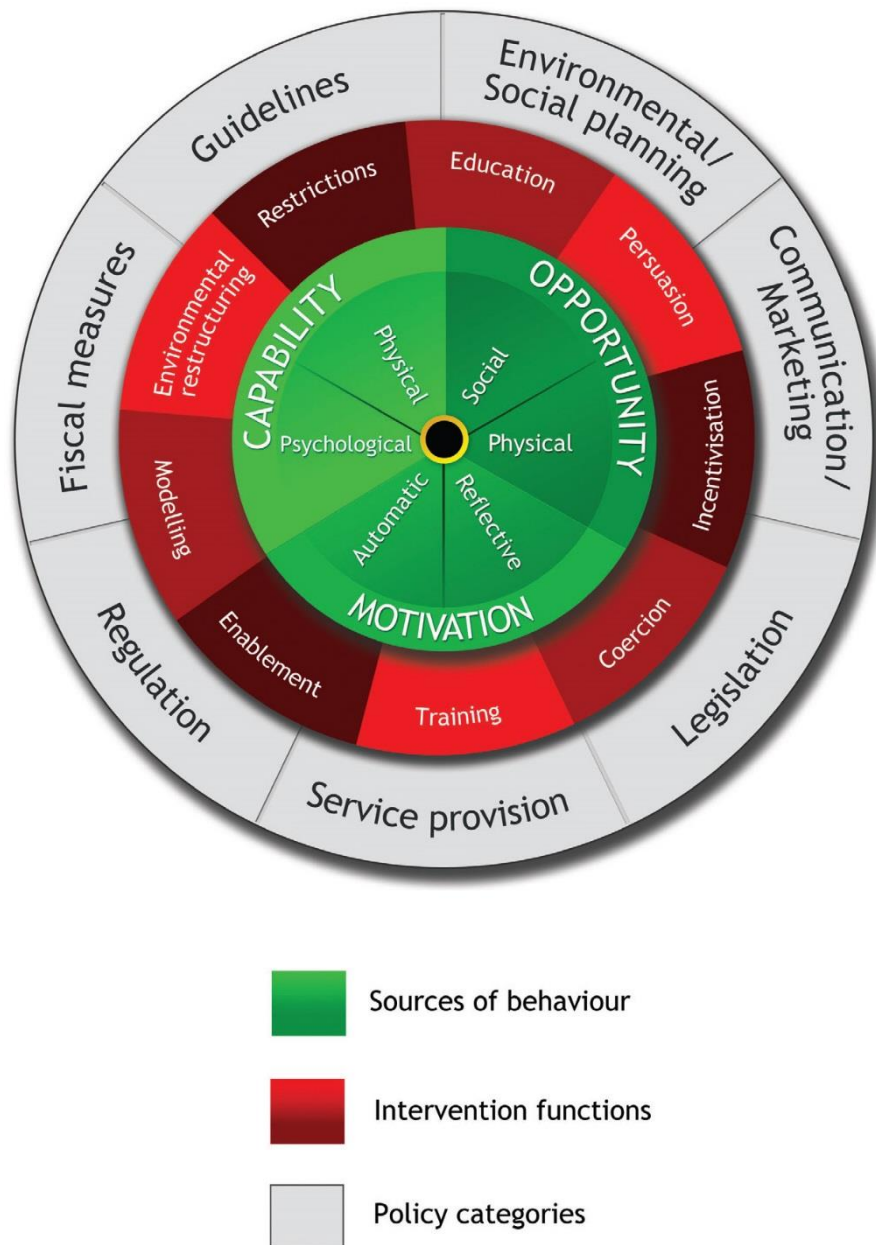 Environmental/
Social planning
Communication/
Marketing
Legislation
Service provision
Regulation
Fiscal measures
Guidelines
Education
Persuasion
Incentivisation
Coercion
Training
Enablement
Modelling
Environmental
restructuring
Restrictions
CAPABILITY
OPPORTUNITY
MOTIVATION
Physical
Psychological
Social
Physical
Automatic
Reflective
Sources of behaviour
Intervention functions
Policy categories